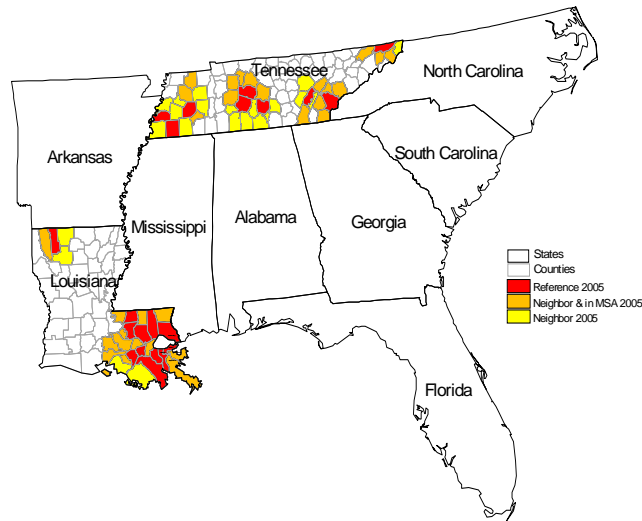 Tennessee
North Carolina
Arkansas
South Carolina
Mississippi
Alabama
Georgia
Louisiana
States
Counties
Reference 2005
Neighbor & in MSA 2005
Neighbor 2005
Florida